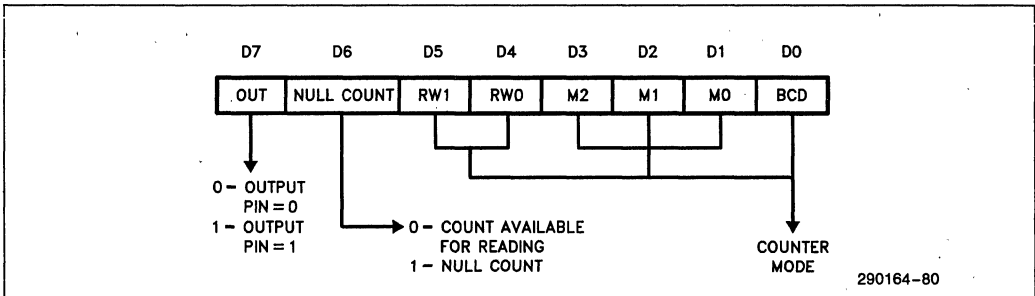 D7 D6 D5 D4 D3 D2 D1 D0
OUT NULL COUNT RW1 RW0 M2 M1 M0 BCD
0 – OUTPUT
PIN = 0
1 – OUTPUT
PIN = 1
0 – COUNT AVAILABLE
FOR READING
1 – NULL COUNT
COUNTER
MODE
290164–80